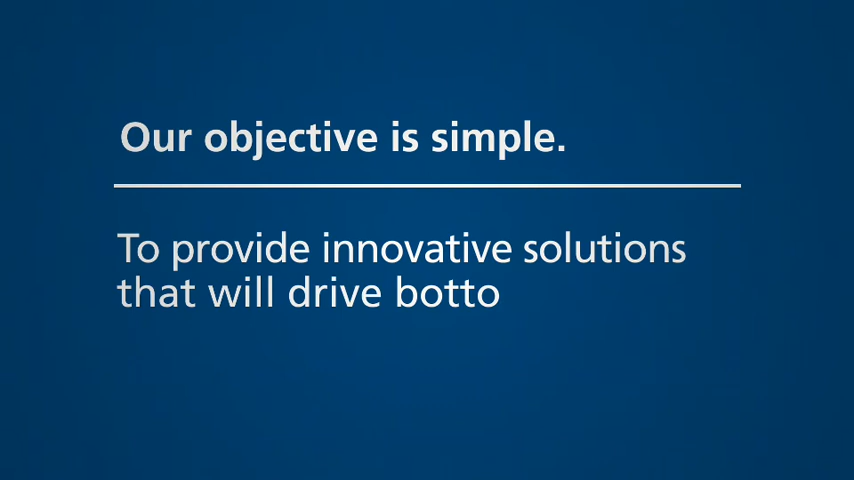 Our objective is simple.
To provide innovative solutions
that will drive botto